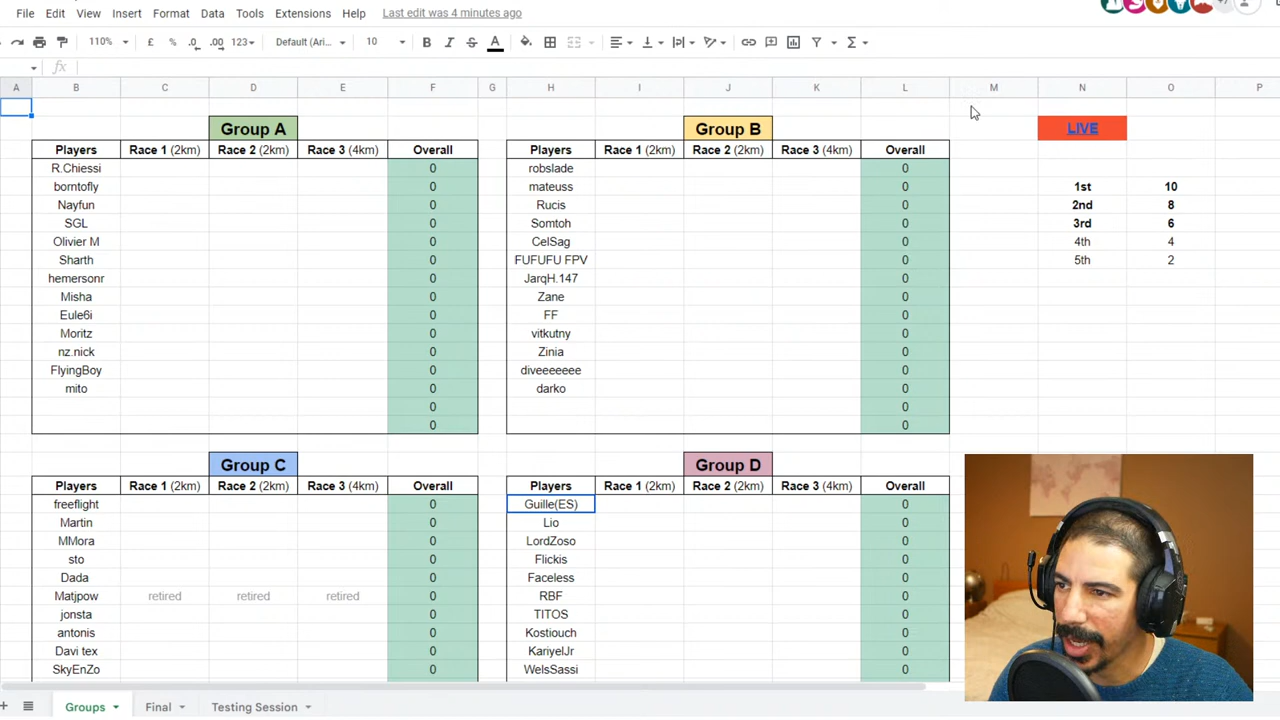 File Edit View Insert Format Data Tools Extensions Help Last edit was 4 minutes ago
110% £ % .0 .00 123 Default (Ari... 10 B I S A
fx
A B C D E F G H I J K L M N O P
Group A Group B LIVE
Players Race 1 (2km) Race 2 (2km) Race 3 (4km) Overall Players Race 1 (2km) Race 2 (2km) Race 3 (4km) Overall
R.Chiessi 0 robslade 0
borntofly 0 mateuss 0 1st 10
Nayfun 0 Rucis 0 2nd 8
SGL 0 Somtoh 0 3rd 6
Olivier M 0 CelSag 0 4th 4
Sharth 0 FUFUFU FPV 0 5th 2
hemersonr 0 JarqH.147 0
Misha 0 Zane 0
Eule6i 0 FF 0
Moritz 0 vitkutny 0
nz.nick 0 Zinia 0
FlyingBoy 0 diveeeeeee 0
mito 0 darko 0
0 0
0 0
Group C Group D
Players Race 1 (2km) Race 2 (2km) Race 3 (4km) Overall Players Race 1 (2km) Race 2 (2km) Race 3 (4km) Overall
freeflight 0 Guille(ES) 0
Martin 0 Lio 0
MMora 0 LordZoso 0
sto 0 Flickis 0
Dada 0 Faceless 0
Matjpow retired retired retired 0 RBF 0
jonsta 0 TITOS 0
antonis 0 Kostiouch 0
Davi tex 0 KariyelJr 0
SkyEnZo 0 WelsSassi 0
Groups Final Testing Session